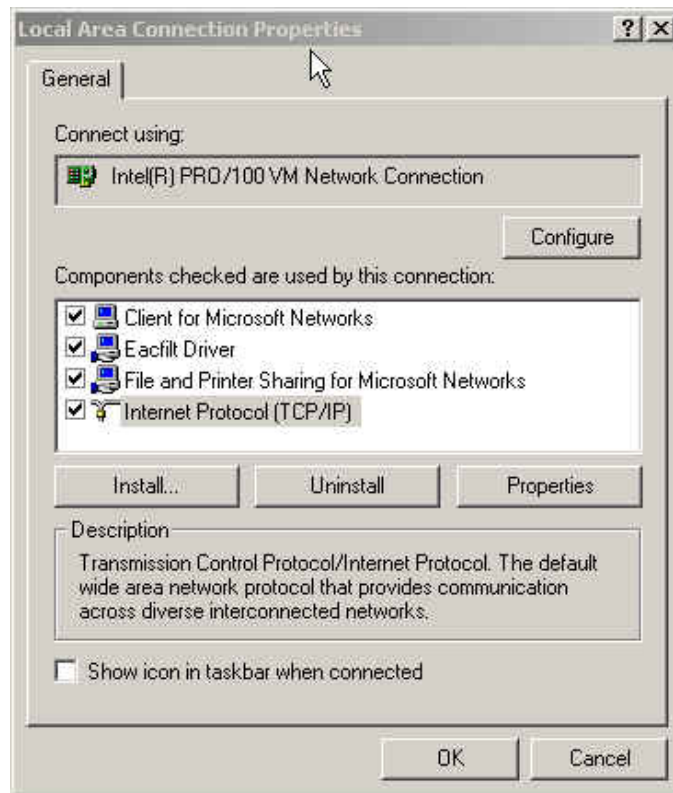 Local Area Connection Properties
General
Connect using:
Intel(R) PRO/100 VM Network Connection
Configure
Components checked are used by this connection:
Client for Microsoft Networks
Eacfilt Driver
File and Printer Sharing for Microsoft Networks
Internet Protocol (TCP/IP)
Install...
Uninstall
Properties
Description
Transmission Control Protocol/Internet Protocol. The default
wide area network protocol that provides communication
across diverse interconnected networks.
Show icon in taskbar when connected
OK
Cancel